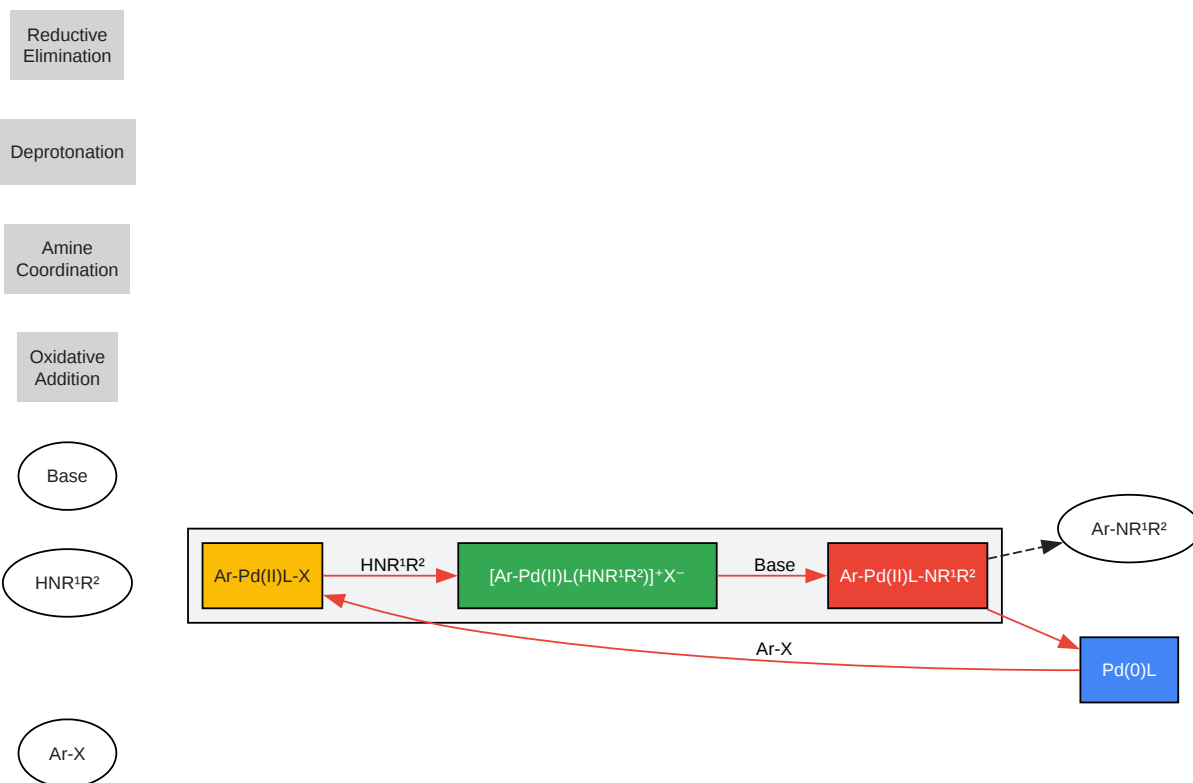 Reductive
Elimination
Deprotonation
Amine
Coordination
Oxidative
Addition
Base
HNR¹R²
Ar-X
Ar-Pd(II)L-X
HNR¹R²
[Ar-Pd(II)L(HNR¹R²)]⁺X⁻
Base
Ar-Pd(II)L-NR¹R²
Ar-NR¹R²
Ar-X
Pd(0)L